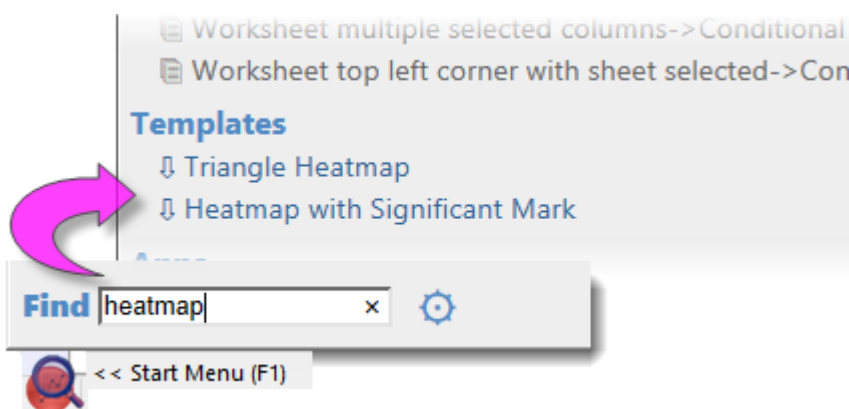 Worksheet multiple selected columns->Conditional
Worksheet top left corner with sheet selected->Con
Templates
⇩ Triangle Heatmap
⇩ Heatmap with Significant Mark
Apps
Find heatmap ×
<< Start Menu (F1)